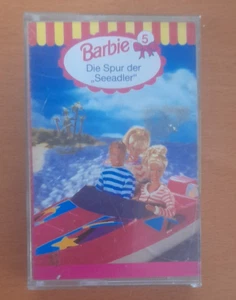 Barbie 5
Die Spur der
„Seeadler“